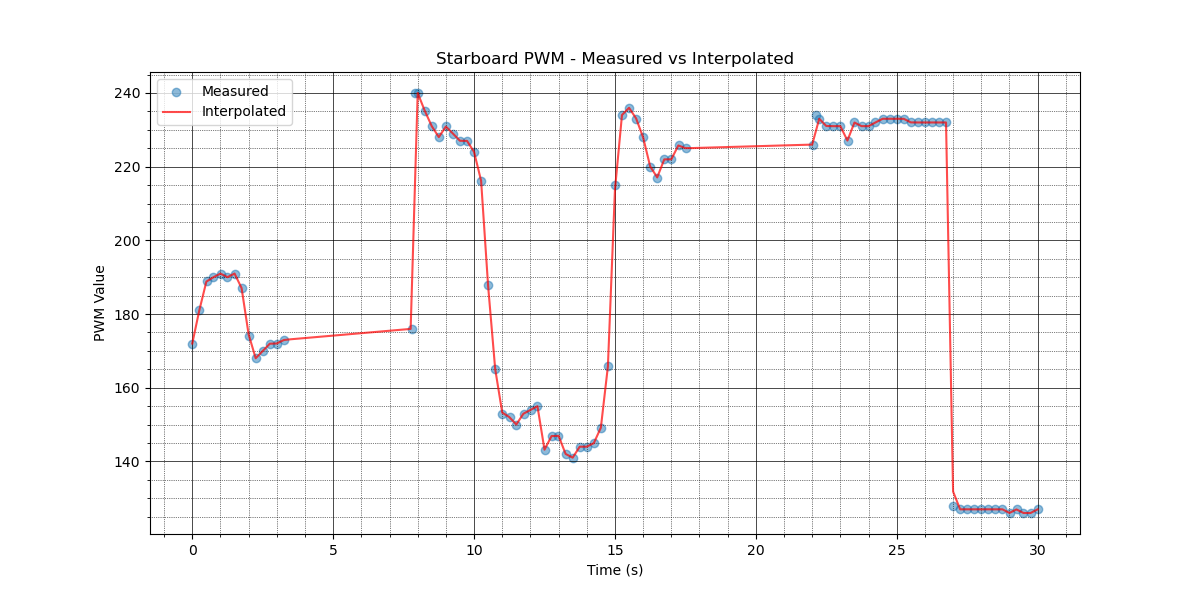 Starboard PWM - Measured vs Interpolated
Measured
Interpolated
PWM Value
240
220
200
180
160
140
0 5 10 15 20 25 30
Time (s)